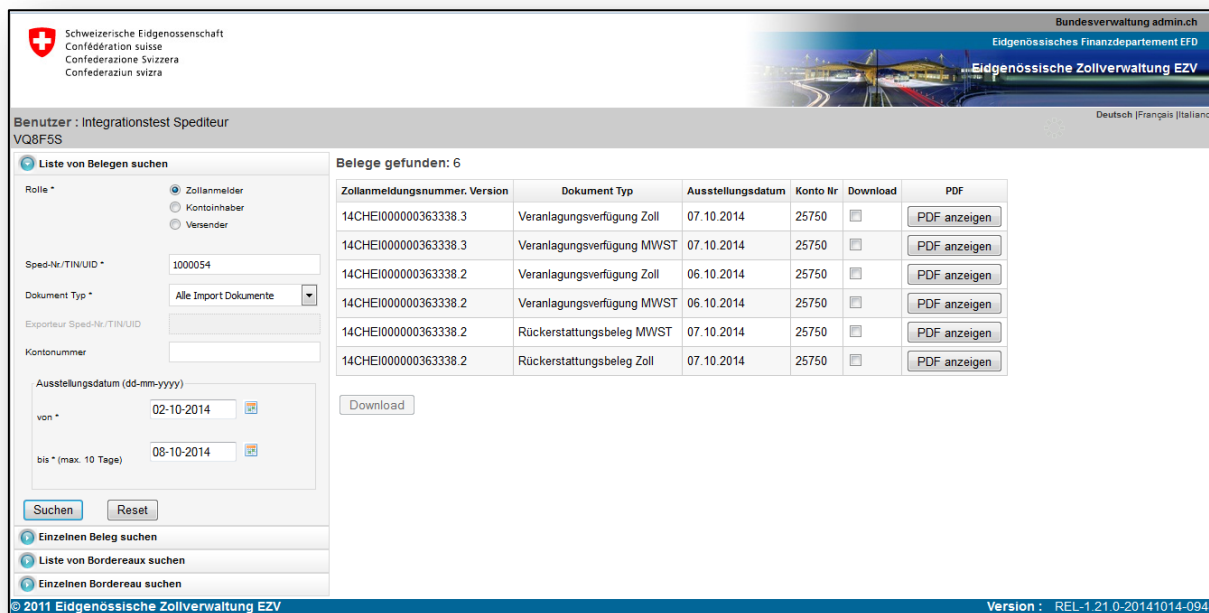 Schweizerische Eidgenossenschaft
Confédération suisse
Confederazione Svizzera
Confederaziun svizra
Bundesverwaltung admin.ch
Eidgenössisches Finanzdepartement EFD
Eidgenössische Zollverwaltung EZV
Deutsch |Français |Italiano
Benutzer : Integrationstest Spediteur
VQ8F5S
Liste von Belegen suchen
Rolle *
Zollanmelder
Kontoinhaber
Versender
Sped-Nr./TIN/UID * 1000054
Dokument Typ * Alle Import Dokumente
Exporteur Sped-Nr./TIN/UID
Kontonummer
Ausstellungsdatum (dd-mm-yyyy)
von * 02-10-2014
bis * (max. 10 Tage) 08-10-2014
Suchen Reset
Einzelnen Beleg suchen
Liste von Bordereaux suchen
Einzelnen Bordereau suchen
Belege gefunden: 6
Zollanmeldungsnummer. Version Dokument Typ Ausstellungsdatum Konto Nr Download PDF
14CHEI000000363338.3 Veranlagungsverfügung Zoll 07.10.2014 25750 PDF anzeigen
14CHEI000000363338.3 Veranlagungsverfügung MWST 07.10.2014 25750 PDF anzeigen
14CHEI000000363338.2 Veranlagungsverfügung Zoll 06.10.2014 25750 PDF anzeigen
14CHEI000000363338.2 Veranlagungsverfügung MWST 06.10.2014 25750 PDF anzeigen
14CHEI000000363338.2 Rückerstattungsbeleg MWST 07.10.2014 25750 PDF anzeigen
14CHEI000000363338.2 Rückerstattungsbeleg Zoll 07.10.2014 25750 PDF anzeigen
Download
© 2011 Eidgenössische Zollverwaltung EZV
Version : REL-1.21.0-20141014-094